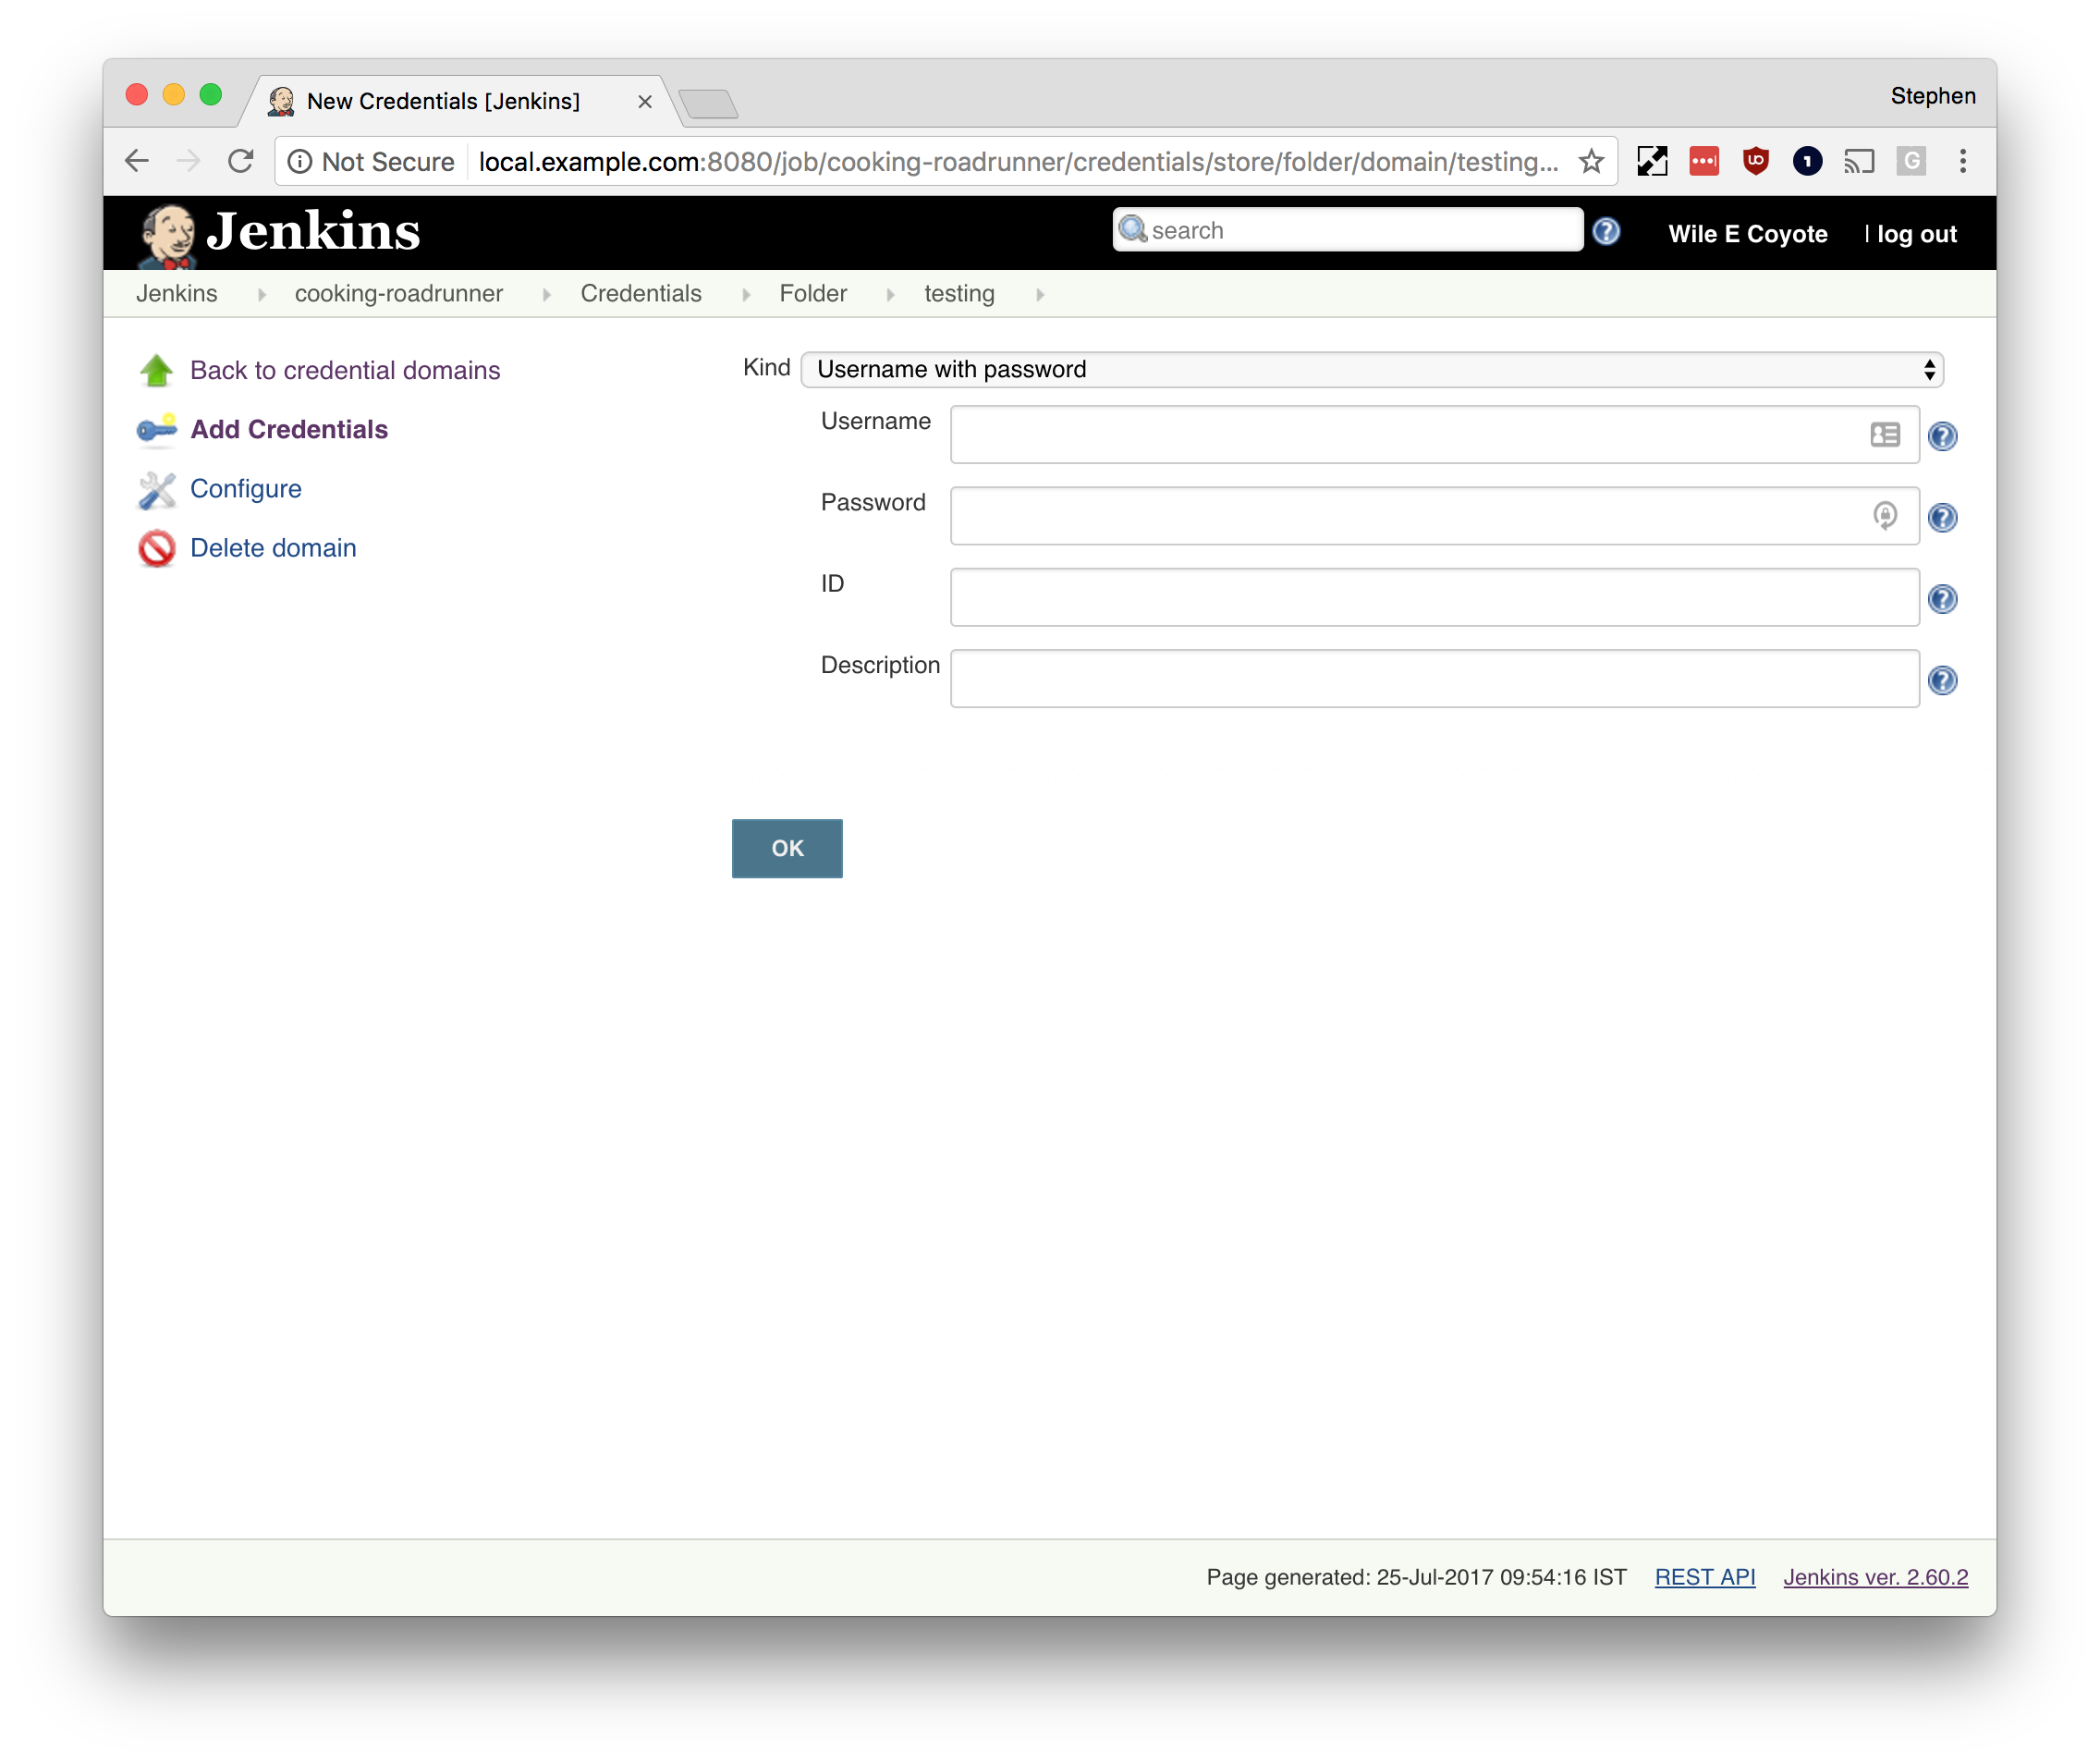 New Credentials [Jenkins]
Stephen
Not Secure
local.example.com:8080/job/cooking-roadrunner/credentials/store/folder/domain/testing...
Jenkins
search
Wile E Coyote
| log out
Jenkins
cooking-roadrunner
Credentials
Folder
testing
Back to credential domains
Add Credentials
Configure
Delete domain
Kind
Username with password
Username
Password
ID
Description
OK
Page generated: 25-Jul-2017 09:54:16 IST
REST API
Jenkins ver. 2.60.2